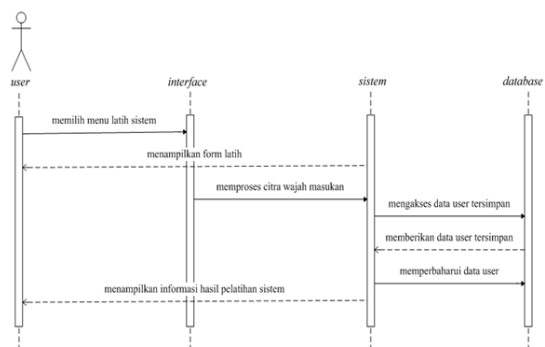 user
interface
sistem
database
memilih menu latih sistem
menampilkan form latih
memproses citra wajah masukan
mengakses data user tersimpan
memberikan data user tersimpan
memperbaharui data user
menampilkan informasi hasil pelatihan sistem